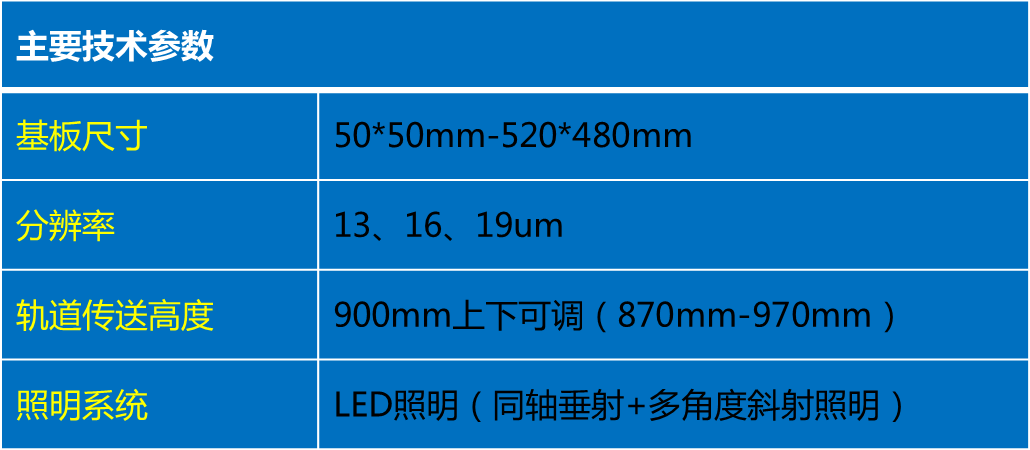 主要技术参数
基板尺寸 50*50mm-520*480mm
分辨率 13、16、19um
轨道传送高度 900mm上下可调（870mm-970mm）
照明系统 LED照明（同轴垂射+多角度斜射照明）